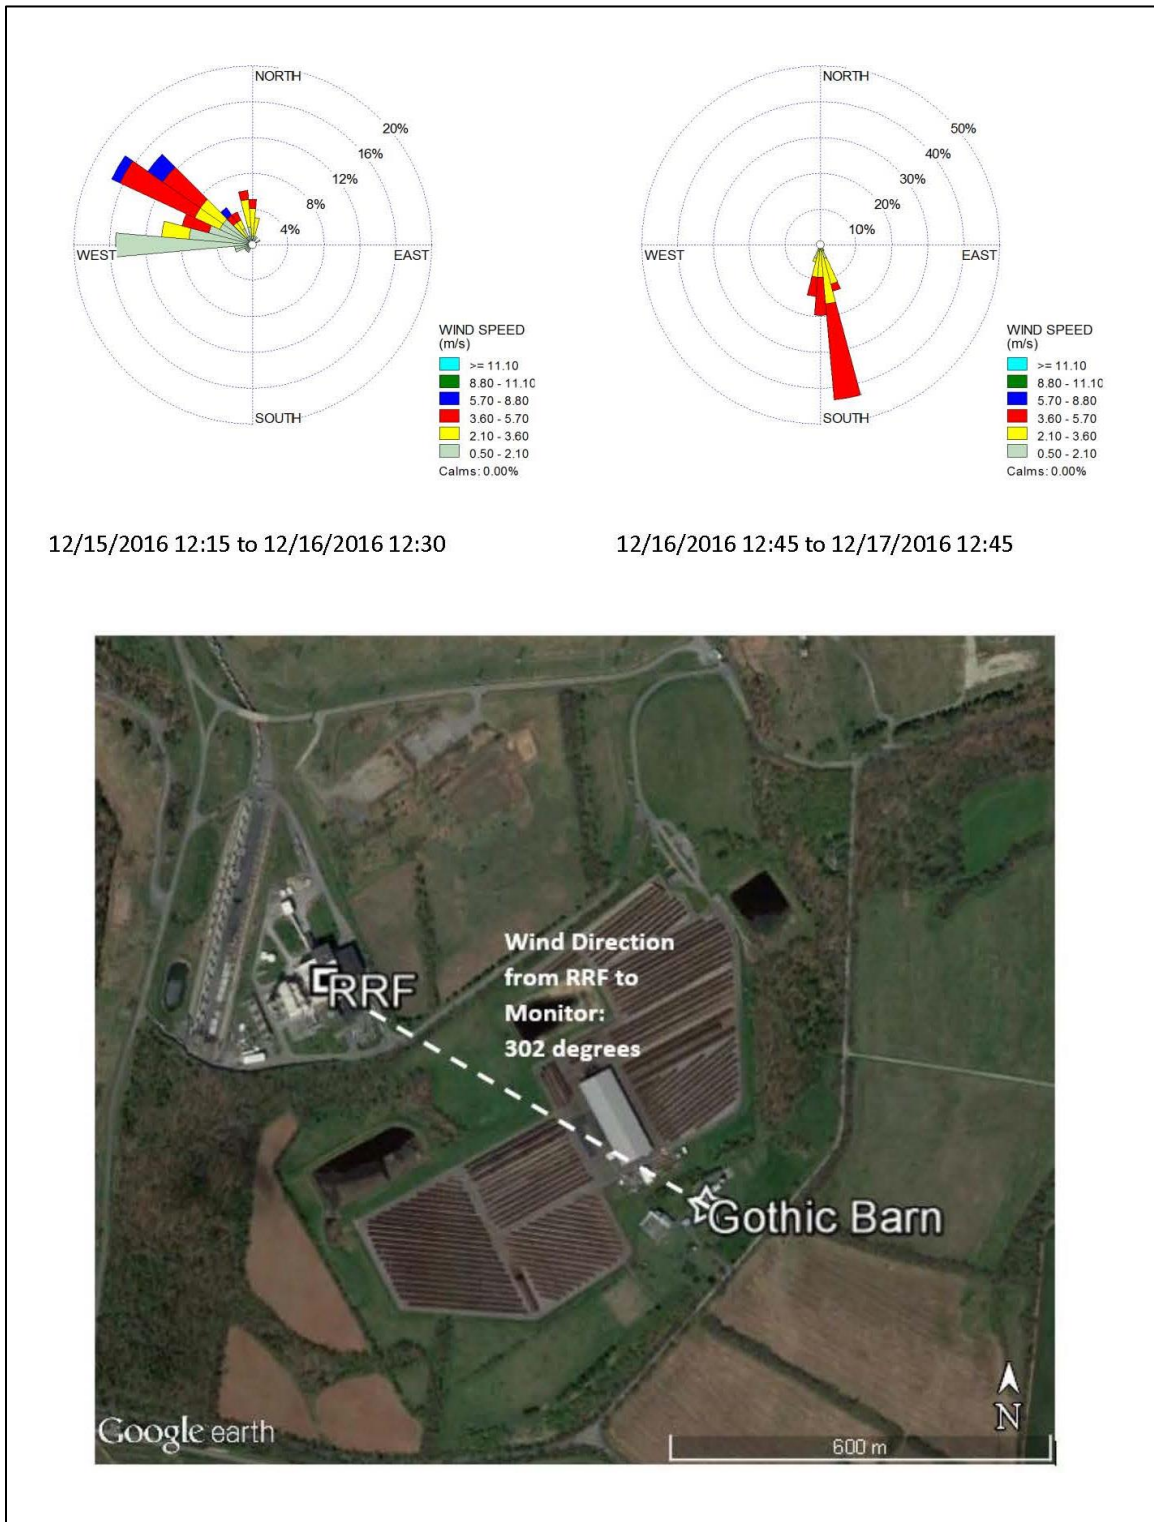 NORTH
20%
16%
12%
8%
4%
WEST
EAST
SOUTH
WIND SPEED
(m/s)
>= 11.10
8.80 - 11.10
5.70 - 8.80
3.60 - 5.70
2.10 - 3.60
0.50 - 2.10
Calms: 0.00%
NORTH
50%
40%
30%
20%
10%
WEST
EAST
SOUTH
WIND SPEED
(m/s)
>= 11.10
8.80 - 11.10
5.70 - 8.80
3.60 - 5.70
2.10 - 3.60
0.50 - 2.10
Calms: 0.00%
12/15/2016 12:15 to 12/16/2016 12:30
12/16/2016 12:45 to 12/17/2016 12:45
Wind Direction
from RRF to
Monitor:
302 degrees
RRF
Gothic Barn
N
Google earth
600 m